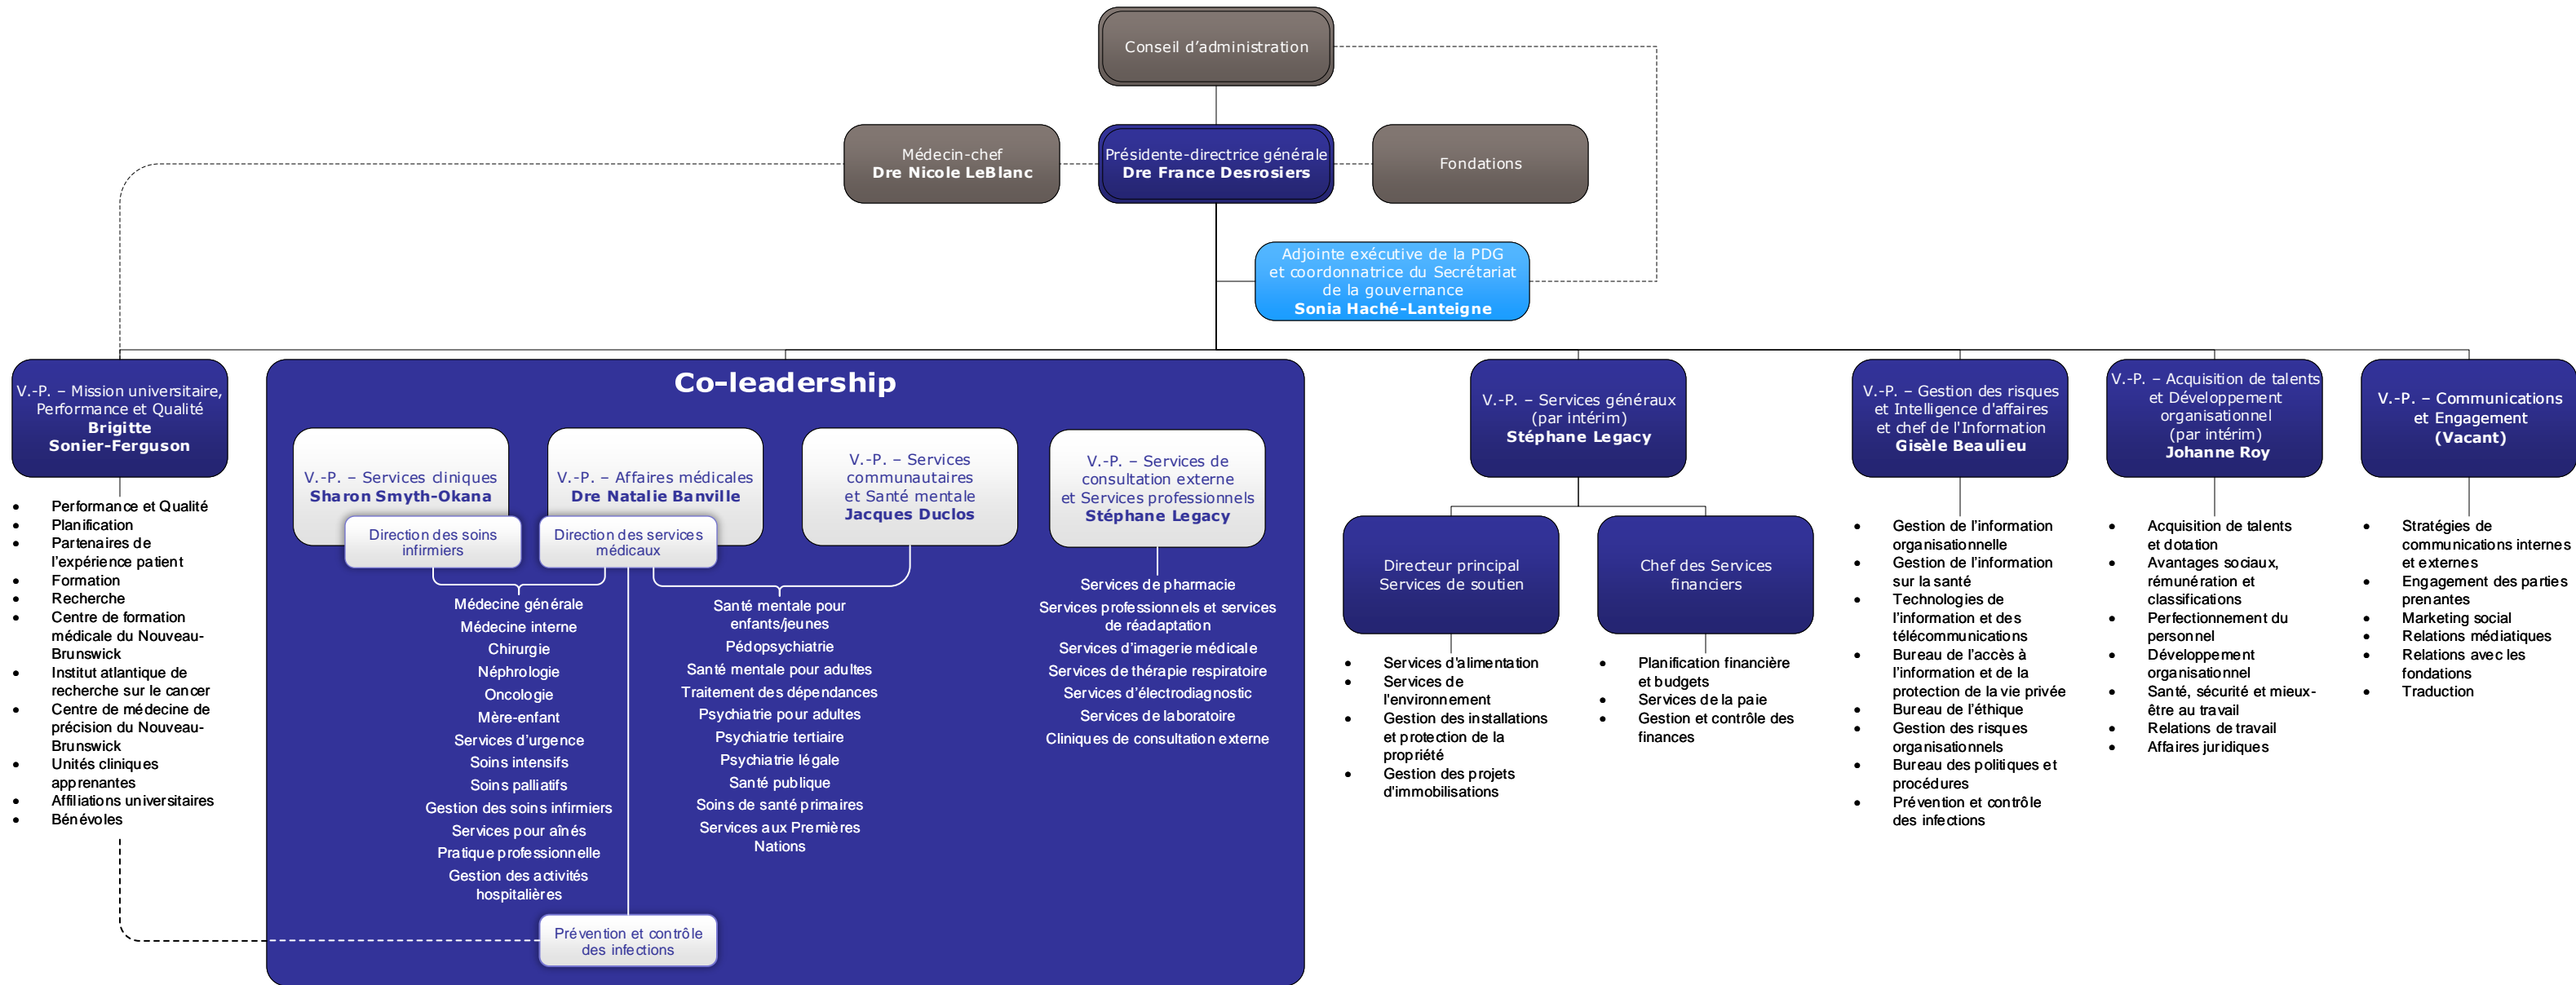 Conseil d'administration
Médecin-chef
Dre Nicole LeBlanc
Présidente-directrice générale
Dre France Desrosiers
Fondations
Adjointe exécutive de la PDG
et coordonnatrice du Secrétariat
de la gouvernance
Sonia Haché-Lanteigne
V.-P. – Mission universitaire,
Performance et Qualité
Brigitte
Sonier-Ferguson
• Performance et Qualité
• Planification
• Partenaires de
l'expérience patient
• Formation
• Recherche
• Centre de formation
médicale du Nouveau-
Brunswick
• Institut atlantique de
recherche sur le cancer
• Centre de médecine de
précision du Nouveau-
Brunswick
• Unités cliniques
apprenantes
• Affiliations universitaires
• Bénévoles
Co-leadership
V.-P. – Services cliniques
Sharon Smyth-Okana
Direction des soins
infirmiers
V.-P. – Affaires médicales
Dre Natalie Banville
Direction des services
médicaux
V.-P. – Services
communautaires
et Santé mentale
Jacques Duclos
V.-P. – Services de
consultation externe
et Services professionnels
Stéphane Legacy
Médecine générale
Médecine interne
Chirurgie
Néphrologie
Oncologie
Mère-enfant
Services d'urgence
Soins intensifs
Soins palliatifs
Gestion des soins infirmiers
Services pour aînés
Pratique professionnelle
Gestion des activités
hospitalières
Prévention et contrôle
des infections
Santé mentale pour
enfants/jeunes
Pédopsychiatrie
Santé mentale pour adultes
Traitement des dépendances
Psychiatrie pour adultes
Psychiatrie tertiaire
Psychiatrie légale
Santé publique
Soins de santé primaires
Services aux Premières
Nations
Services de pharmacie
Services professionnels et services
de réadaptation
Services d'imagerie médicale
Services de thérapie respiratoire
Services d'électrodiagnostic
Services de laboratoire
Cliniques de consultation externe
V.-P. – Services généraux
(par intérim)
Stéphane Legacy
Directeur principal
Services de soutien
• Services d'alimentation
• Services de
l'environnement
• Gestion des installations
et protection de la
propriété
• Gestion des projets
d'immobilisations
Chef des Services
financiers
• Planification financière
et budgets
• Services de la paie
• Gestion et contrôle des
finances
V.-P. – Gestion des risques
et Intelligence d'affaires
et chef de l'Information
Gisèle Beaulieu
• Gestion de l'information
organisationnelle
• Gestion de l'information
sur la santé
• Technologies de
l'information et des
télécommunications
• Bureau de l'accès à
l'information et de la
protection de la vie privée
• Bureau de l'éthique
• Gestion des risques
organisationnels
• Bureau des politiques et
procédures
• Prévention et contrôle
des infections
V.-P. – Acquisition de talents
et Développement
organisationnel
(par intérim)
Johanne Roy
• Acquisition de talents
et dotation
• Avantages sociaux,
rémunération et
classifications
• Perfectionnement du
personnel
• Développement
organisationnel
• Santé, sécurité et mieux-
être au travail
• Relations de travail
• Affaires juridiques
V.-P. – Communications
et Engagement
(Vacant)
• Stratégies de
communications internes
et externes
• Engagement des parties
prenantes
• Marketing social
• Relations médiatiques
• Relations avec les
fondations
• Traduction